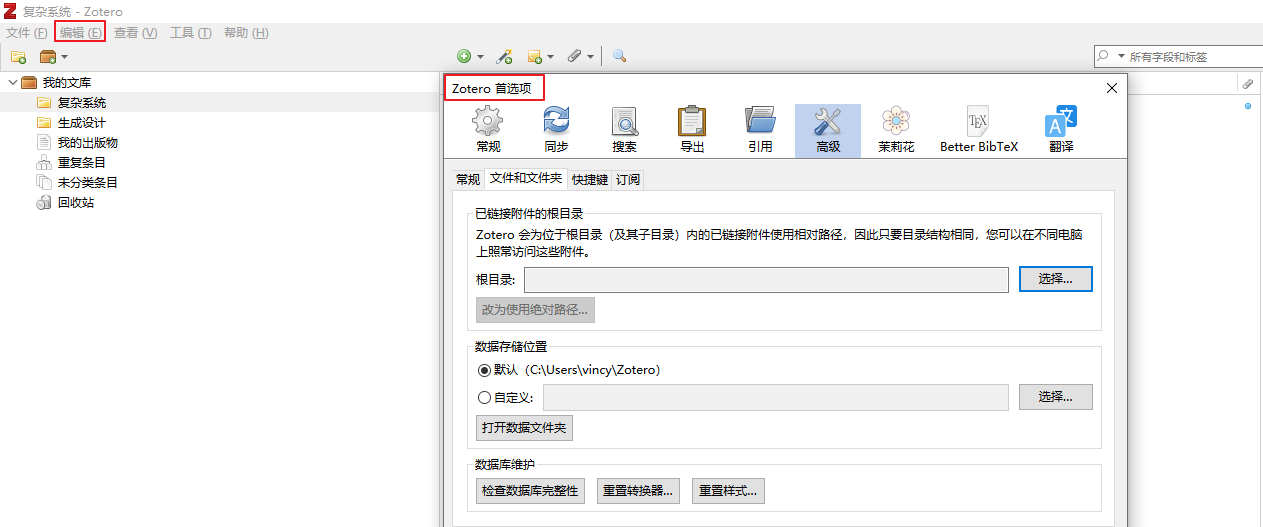 复杂系统 - Zotero
文件 (F) 编辑 (E) 查看 (V) 工具 (T) 帮助 (H)
所有字段和标签
我的文库
复杂系统
生成设计
我的出版物
重复条目
未分类条目
回收站
Zotero 首选项
常规 同步 搜索 导出 引用 高级 茉莉花 Better BibTeX 翻译
常规 文件和文件夹 快捷键 订阅
已链接附件的根目录
Zotero 会为位于根目录（及其子目录）内的已链接附件使用相对路径，因此只要目录结构相同，您可以在不同电脑
上照常访问这些附件。
根目录: 选择...
改为使用绝对路径...
数据存储位置
默认（C:\Users\vincy\Zotero）
自定义: 选择...
打开数据文件夹
数据库维护
检查数据库完整性 重置转换器... 重置样式...